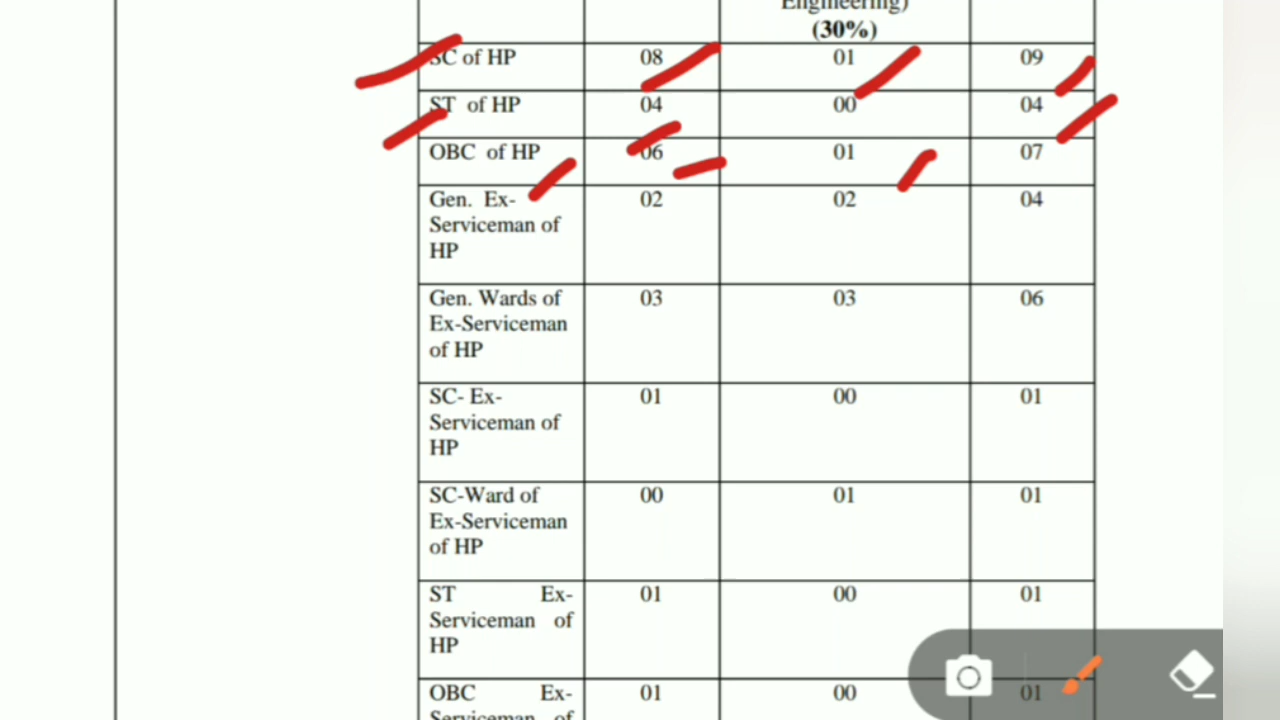 Engineering)
(30%)
SC of HP 08 01 09
ST of HP 04 00 04
OBC of HP 06 01 07
Gen. Ex- 02 02 04
Serviceman of
HP
Gen. Wards of 03 03 06
Ex-Serviceman
of HP
SC- Ex- 01 00 01
Serviceman of
HP
SC-Ward of 00 01 01
Ex-Serviceman
of HP
ST Ex- 01 00 01
Serviceman of
HP
OBC Ex- 01 00 01
Serviceman of